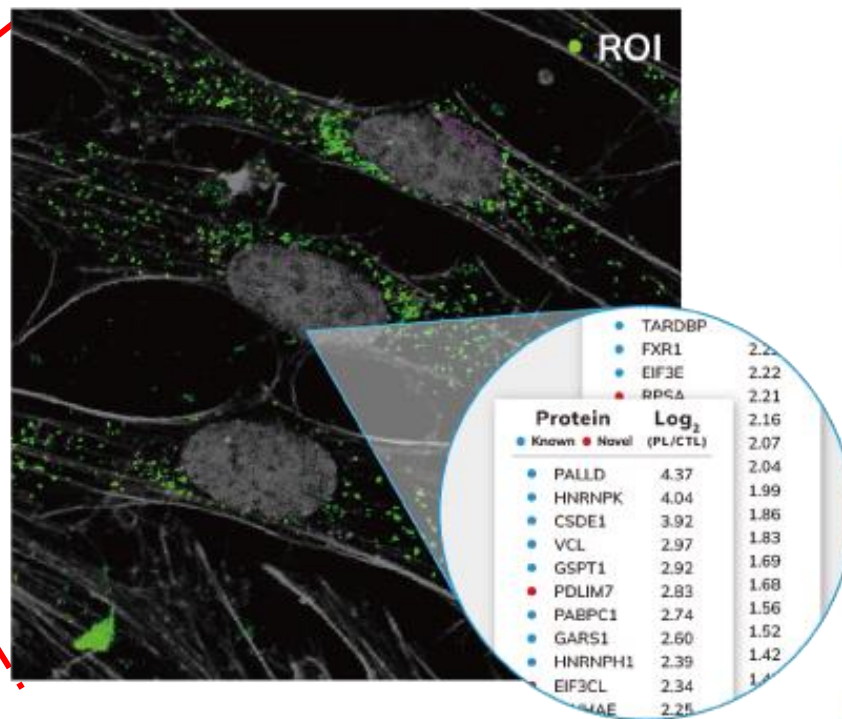 ROI
TARDBP
FXR1
EIF3E 2.22
RPSA 2.21
2.16
2.07
2.04
1.99
1.86
1.83
1.69
1.68
1.56
1.52
1.42
Protein Log₂
Known Novel (PL/CTL)
PALLD 4.37
HNRNPK 4.04
CSDE1 3.92
VCL 2.97
GSPT1 2.92
PDLIM7 2.83
PABPC1 2.74
GARS1 2.60
HNRNPH1 2.39
EIF3CL 2.34
2.25